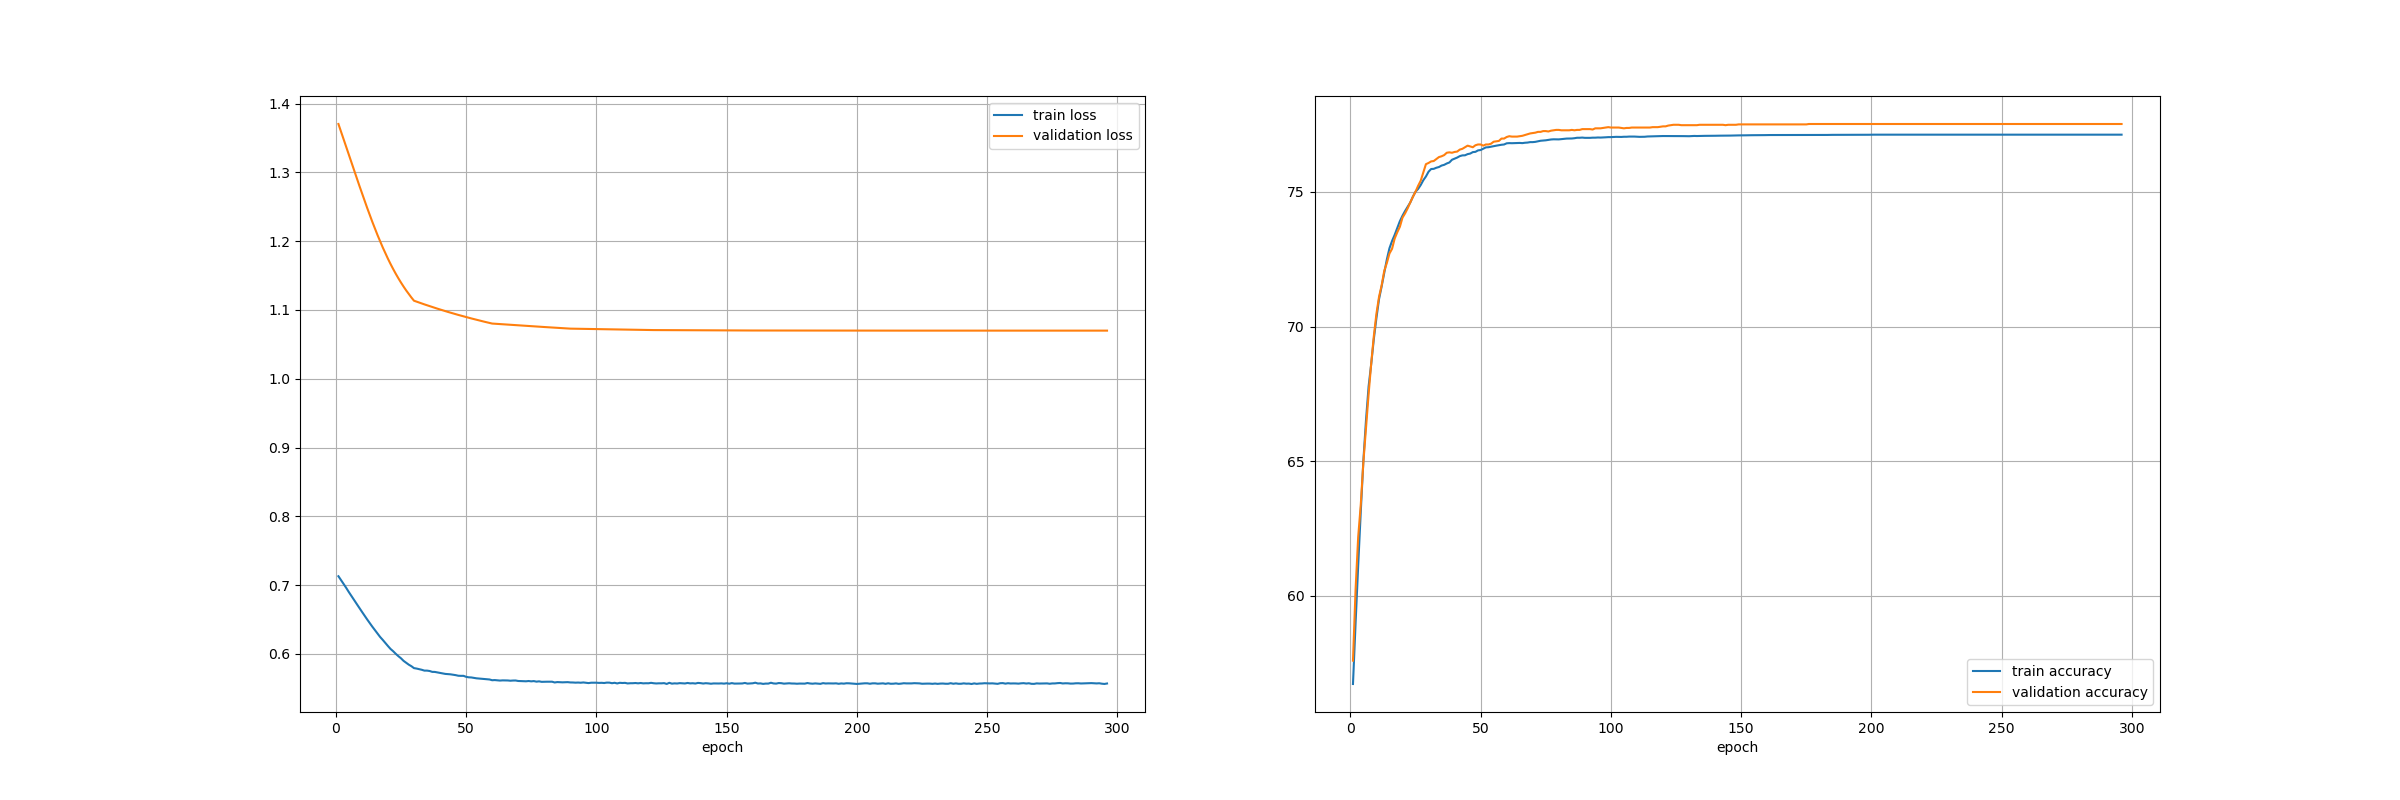 1.4
1.3
1.2
1.1
1.0
0.9
0.8
0.7
0.6
0 50 100 150 200 250 300
epoch
train loss
validation loss
75
70
65
60
0 50 100 150 200 250 300
epoch
train accuracy
validation accuracy